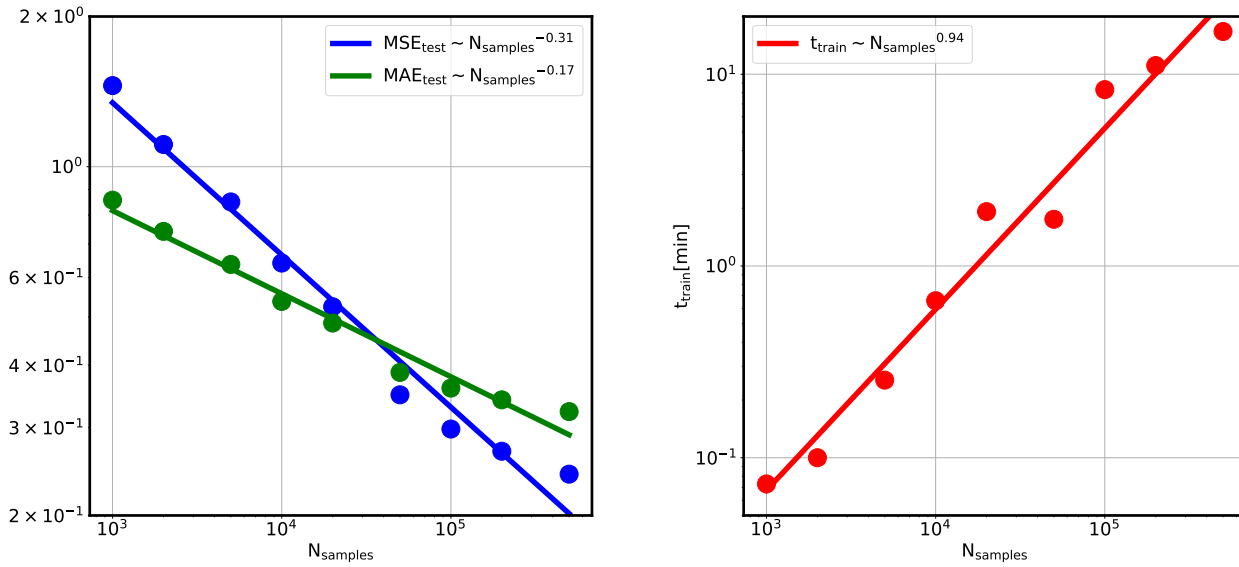 2 × 10⁰
10⁰
6 × 10⁻¹
4 × 10⁻¹
3 × 10⁻¹
2 × 10⁻¹
MSE_test ~ N_samples^−0.31
MAE_test ~ N_samples^−0.17
10³ 10⁴ 10⁵
N_samples
t_train[min]
10¹
10⁰
10⁻¹
t_train ~ N_samples^0.94
10³ 10⁴ 10⁵
N_samples